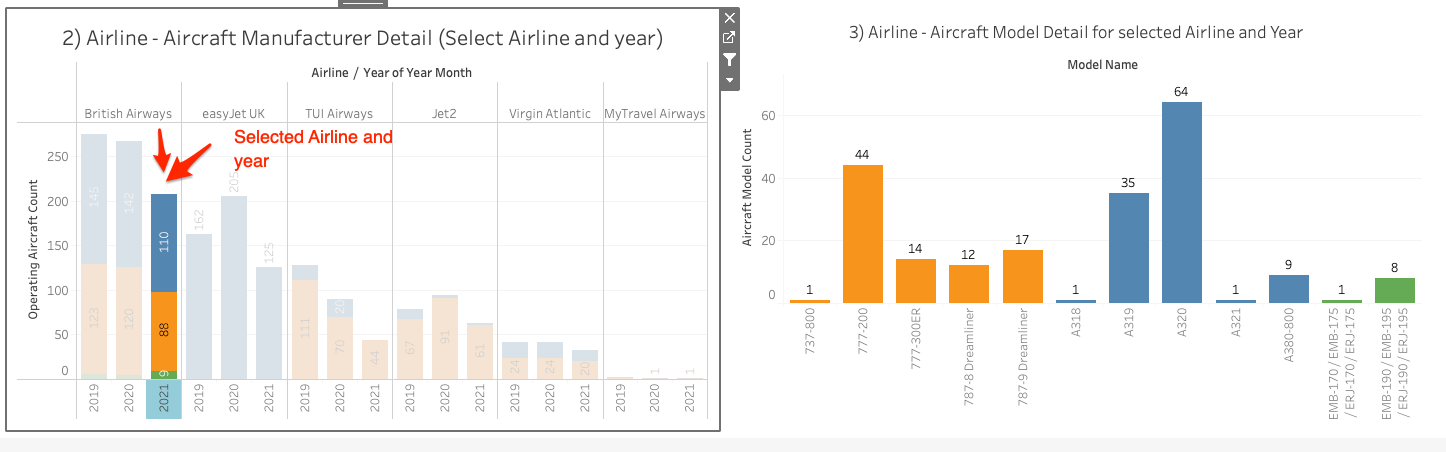 2) Airline - Aircraft Manufacturer Detail (Select Airline and year)
Airline / Year of Year Month
British Airways easyJet UK TUI Airways Jet2 Virgin Atlantic MyTravel Airways
Selected Airline and
year
Operating Aircraft Count
250
200
150
100
50
0
145 142 110
123 120 88
9
162 205 125
111 20 70 44
67 91 61
24 24 20
1 1
2019 2020 2021 2019 2020 2021 2019 2020 2021 2019 2020 2021 2019 2020 2021 2019 2020 2021
3) Airline - Aircraft Model Detail for selected Airline and Year
Model Name
Aircraft Model Count
60
40
20
0
1 44 14 12 17 1 35 64 1 9 1 8
737-800
777-200
777-300ER
787-8 Dreamliner
787-9 Dreamliner
A318
A319
A320
A321
A380-800
EMB-170 / EMB-175
/ ERJ-170 / ERJ-175
EMB-190 / EMB-195
/ ERJ-190 / ERJ-195